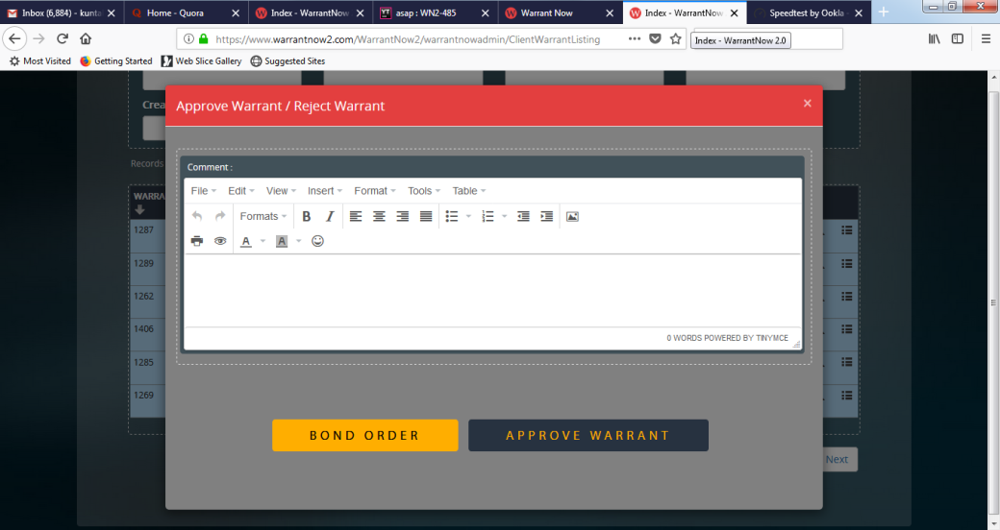 Inbox (6,884) - kunta
Home - Quora
Index - WarrantNow
asap : WN2-485
Warrant Now
Index - WarrantNow
Speedtest by Ookla
https://www.warrantnow2.com/WarrantNow2/warrantnowadmin/ClientWarrantListing
Index - WarrantNow 2.0
Most Visited
Getting Started
Web Slice Gallery
Suggested Sites
Approve Warrant / Reject Warrant
×
Crea
Records
Comment :
File Edit View Insert Format Tools Table
Formats B I
A A
WARRA
1287
1289
1262
1406
1285
1269
0 WORDS POWERED BY TINYMCE
BOND ORDER
APPROVE WARRANT
Next